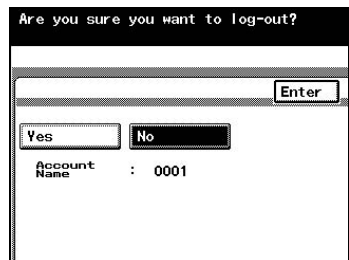 Are you sure you want to log-out?
Enter
Yes No
Account
Name : 0001